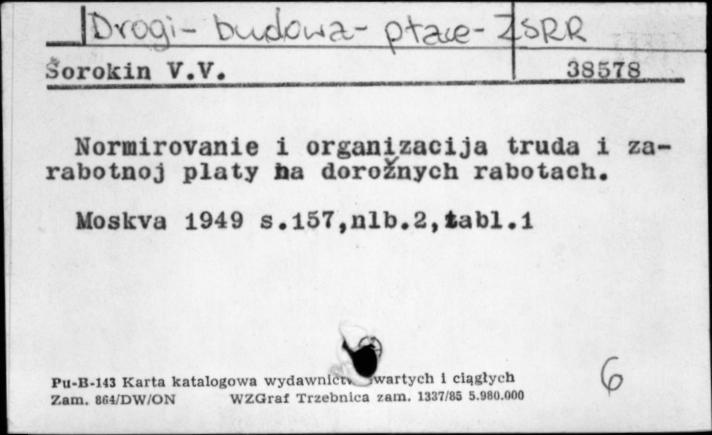 Drogi - budowa - płace - ZSRR
Sorokin V.V. 38578
Normirovanie i organizacija truda i za-
rabotnoj platy na dorožnych rabotach.
Moskva 1949 s.157,nlb.2,tabl.1
Pu-B-143 Karta katalogowa wydawnictw zwartych i ciągłych
Zam. 864/DW/ON WZGraf Trzebnica zam. 1337/85 5.980.000
6